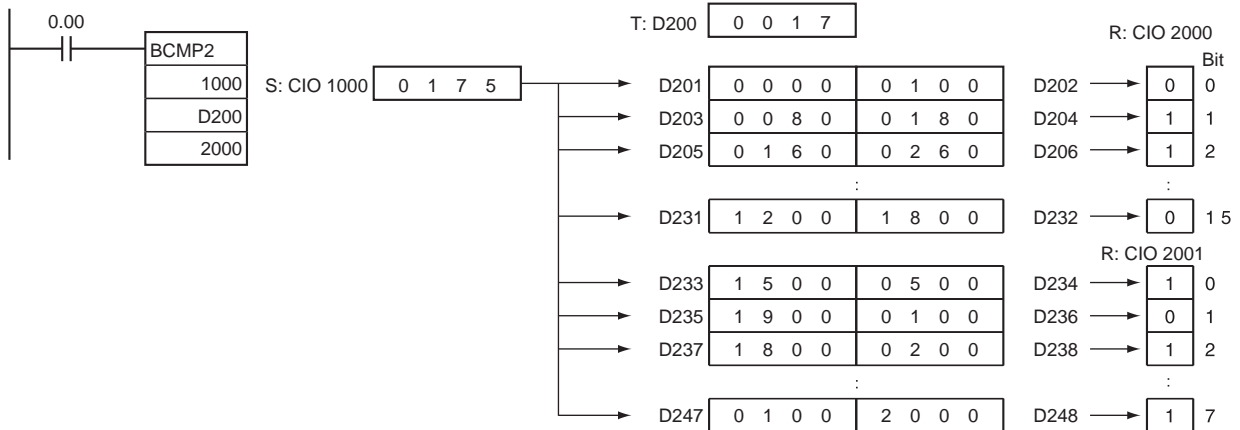 0.00
BCMP2
1000
D200
2000
S: CIO 1000 0 1 7 5
T: D200 0 0 1 7
R: CIO 2000
Bit
D201 0 0 0 0 0 1 0 0 D202 0 0
D203 0 0 8 0 0 1 8 0 D204 1 1
D205 0 1 6 0 0 2 6 0 D206 1 2
: :
D231 1 2 0 0 1 8 0 0 D232 0 1 5
R: CIO 2001
D233 1 5 0 0 0 5 0 0 D234 1 0
D235 1 9 0 0 0 1 0 0 D236 0 1
D237 1 8 0 0 0 2 0 0 D238 1 2
: :
D247 0 1 0 0 2 0 0 0 D248 1 7